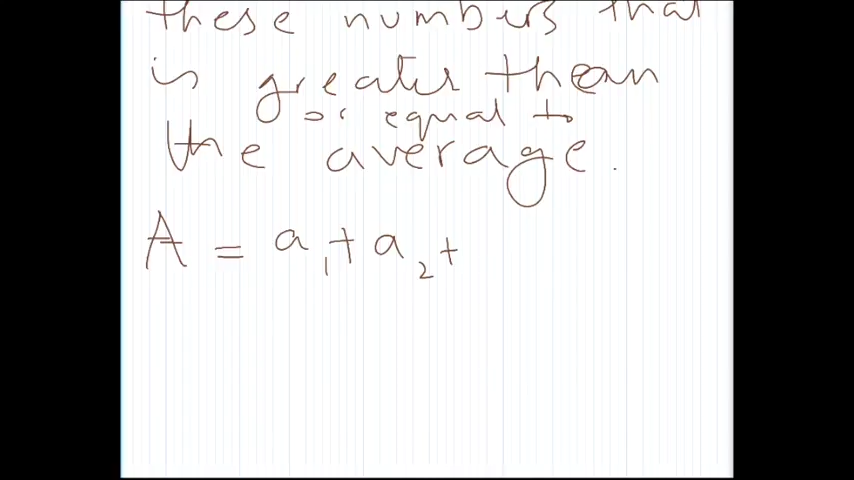 these numbers that
is greater than
or equal to
the average.
A = a₁ + a₂ +